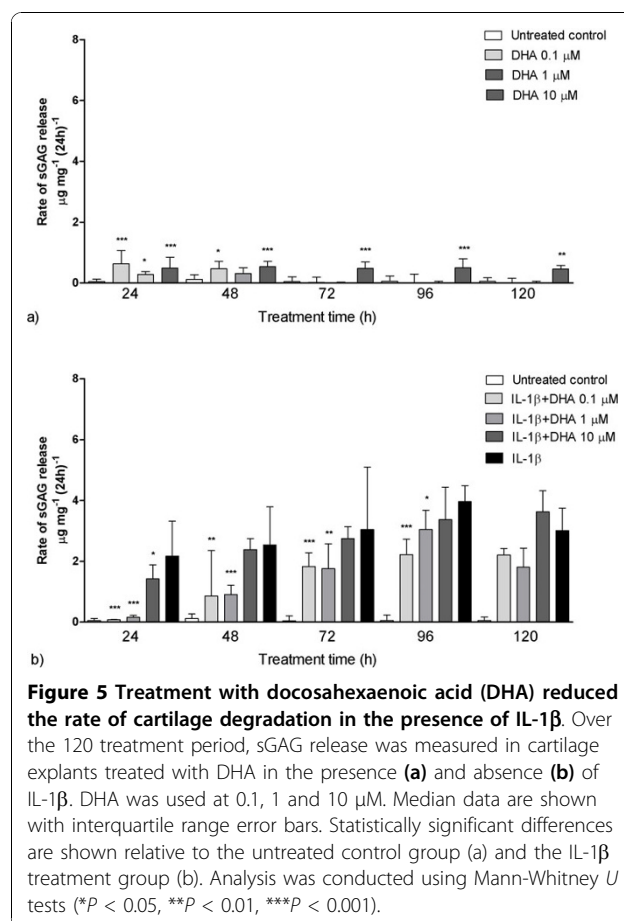 Untreated control
DHA 0.1 μM
DHA 1 μM
DHA 10 μM
Rate of sGAG release
μg mg⁻¹ (24h)⁻¹
8
6
4
2
0
*** * *** * *** *** *** **
24 48 72 96 120
a) Treatment time (h)
Untreated control
IL-1β+DHA 0.1 μM
IL-1β+DHA 1 μM
IL-1β+DHA 10 μM
IL-1β
Rate of sGAG release
μg mg⁻¹ (24h)⁻¹
8
6
4
2
0
*** *** * ** *** *** ** *** *
24 48 72 96 120
b) Treatment time (h)
Figure 5 Treatment with docosahexaenoic acid (DHA) reduced
the rate of cartilage degradation in the presence of IL-1β. Over
the 120 treatment period, sGAG release was measured in cartilage
explants treated with DHA in the presence (a) and absence (b) of
IL-1β. DHA was used at 0.1, 1 and 10 μM. Median data are shown
with interquartile range error bars. Statistically significant differences
are shown relative to the untreated control group (a) and the IL-1β
treatment group (b). Analysis was conducted using Mann-Whitney U
tests (*P < 0.05, **P < 0.01, ***P < 0.001).